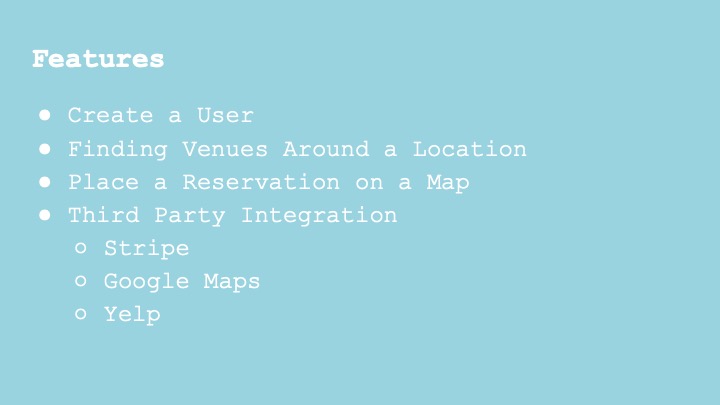 Features
● Create a User
● Finding Venues Around a Location
● Place a Reservation on a Map
● Third Party Integration
○ Stripe
○ Google Maps
○ Yelp